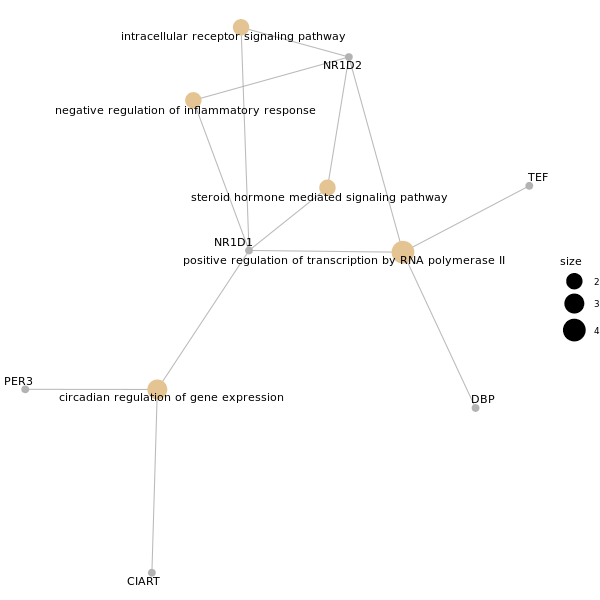 intracellular receptor signaling pathway
NR1D2
negative regulation of inflammatory response
TEF
steroid hormone mediated signaling pathway
NR1D1
positive regulation of transcription by RNA polymerase II
size
2
3
4
PER3
circadian regulation of gene expression
DBP
CIART